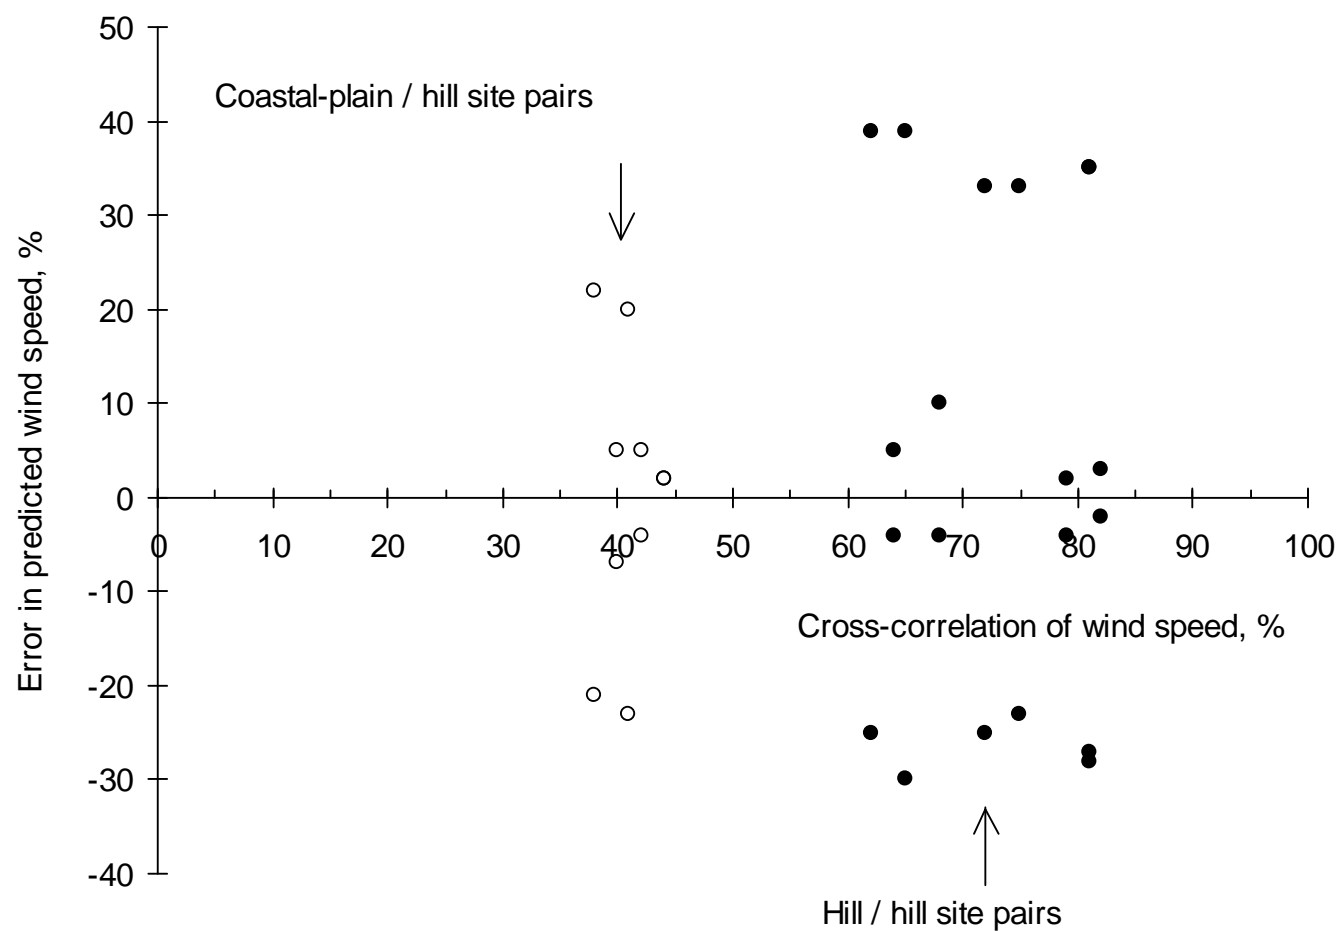 50
Coastal-plain / hill site pairs
40
30
20
10
0
0 10 20 30 40 50 60 70 80 90 100
-10
Cross-correlation of wind speed, %
-20
-30
-40
Hill / hill site pairs
Error in predicted wind speed, %